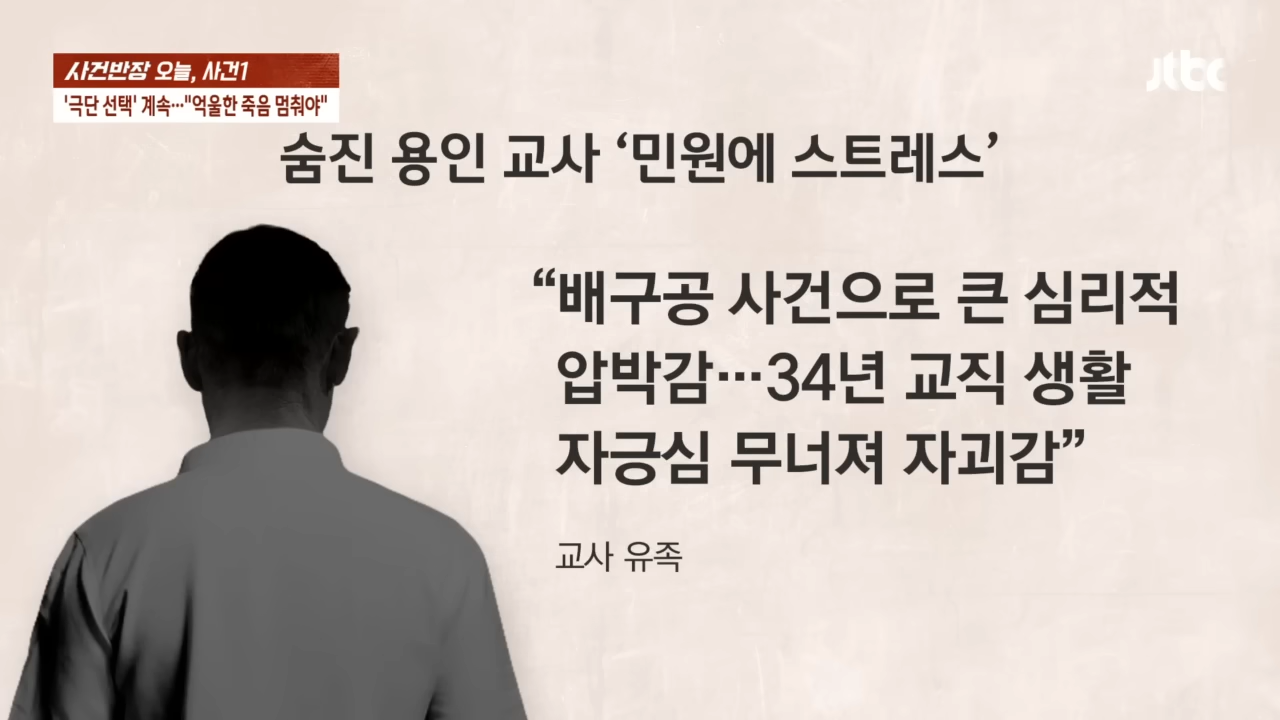 사건반장 오늘, 사건1
'극단 선택' 계속…"억울한 죽음 멈춰야"
jtbc
숨진 용인 교사 ‘민원에 스트레스’
“배구공 사건으로 큰 심리적
압박감…34년 교직 생활
자긍심 무너져 자괴감”
교사 유족